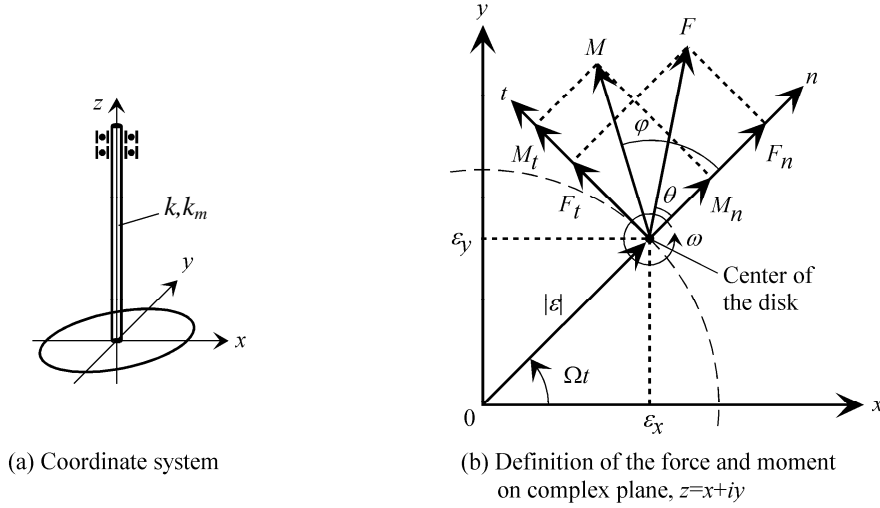 z
k,k_m
y
x
(a) Coordinate system
y
M
F
n
t
φ
M_t
F_n
θ
M_n
F_t
ε_y
ω
Center of
the disk
|ε|
Ωt
0
ε_x
x
(b) Definition of the force and moment
on complex plane, z=x+iy